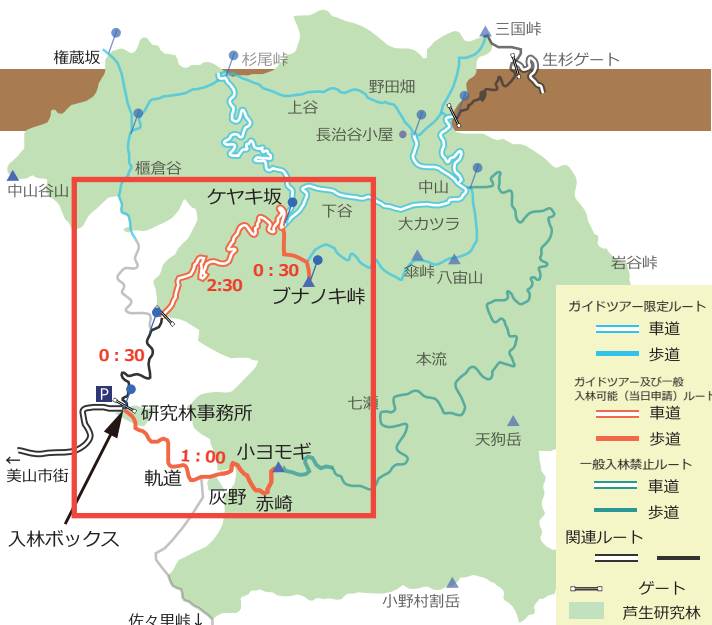 三国峠
権蔵坂
杉尾峠
生杉ゲート
野田畑
上谷
長治谷小屋
櫃倉谷
中山谷山
中山
ケヤキ坂
下谷
大カツラ
岩谷峠
0：30
傘峠
八宙山
2:30
ブナノキ峠
ガイドツアー限定ルート
車道
歩道
0：30
本流
ガイドツアー及び一般
入林可能（当日申請）ルート
車道
歩道
P
七瀬
研究林事務所
天狗岳
小ヨモギ
1：00
一般入林禁止ルート
車道
歩道
←
美山市街
軌道
灰野
赤崎
入林ボックス
関連ルート
ゲート
小野村割岳
芦生研究林
佐々里峠↓